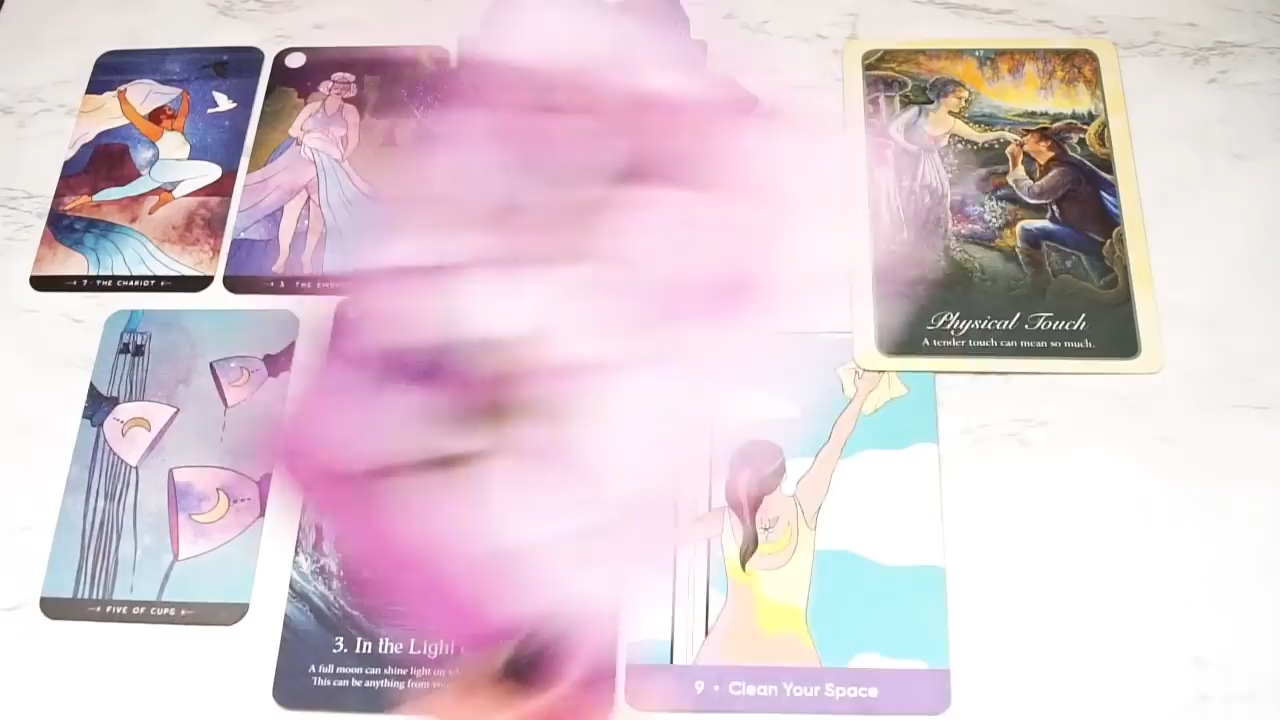 7 · THE CHARIOT
3 THE
47
Physical Touch
A tender touch can mean so much.
FIVE OF CUPS
3. In the Light
A full moon can shine light on
This can be anything from
9 • Clean Your Space